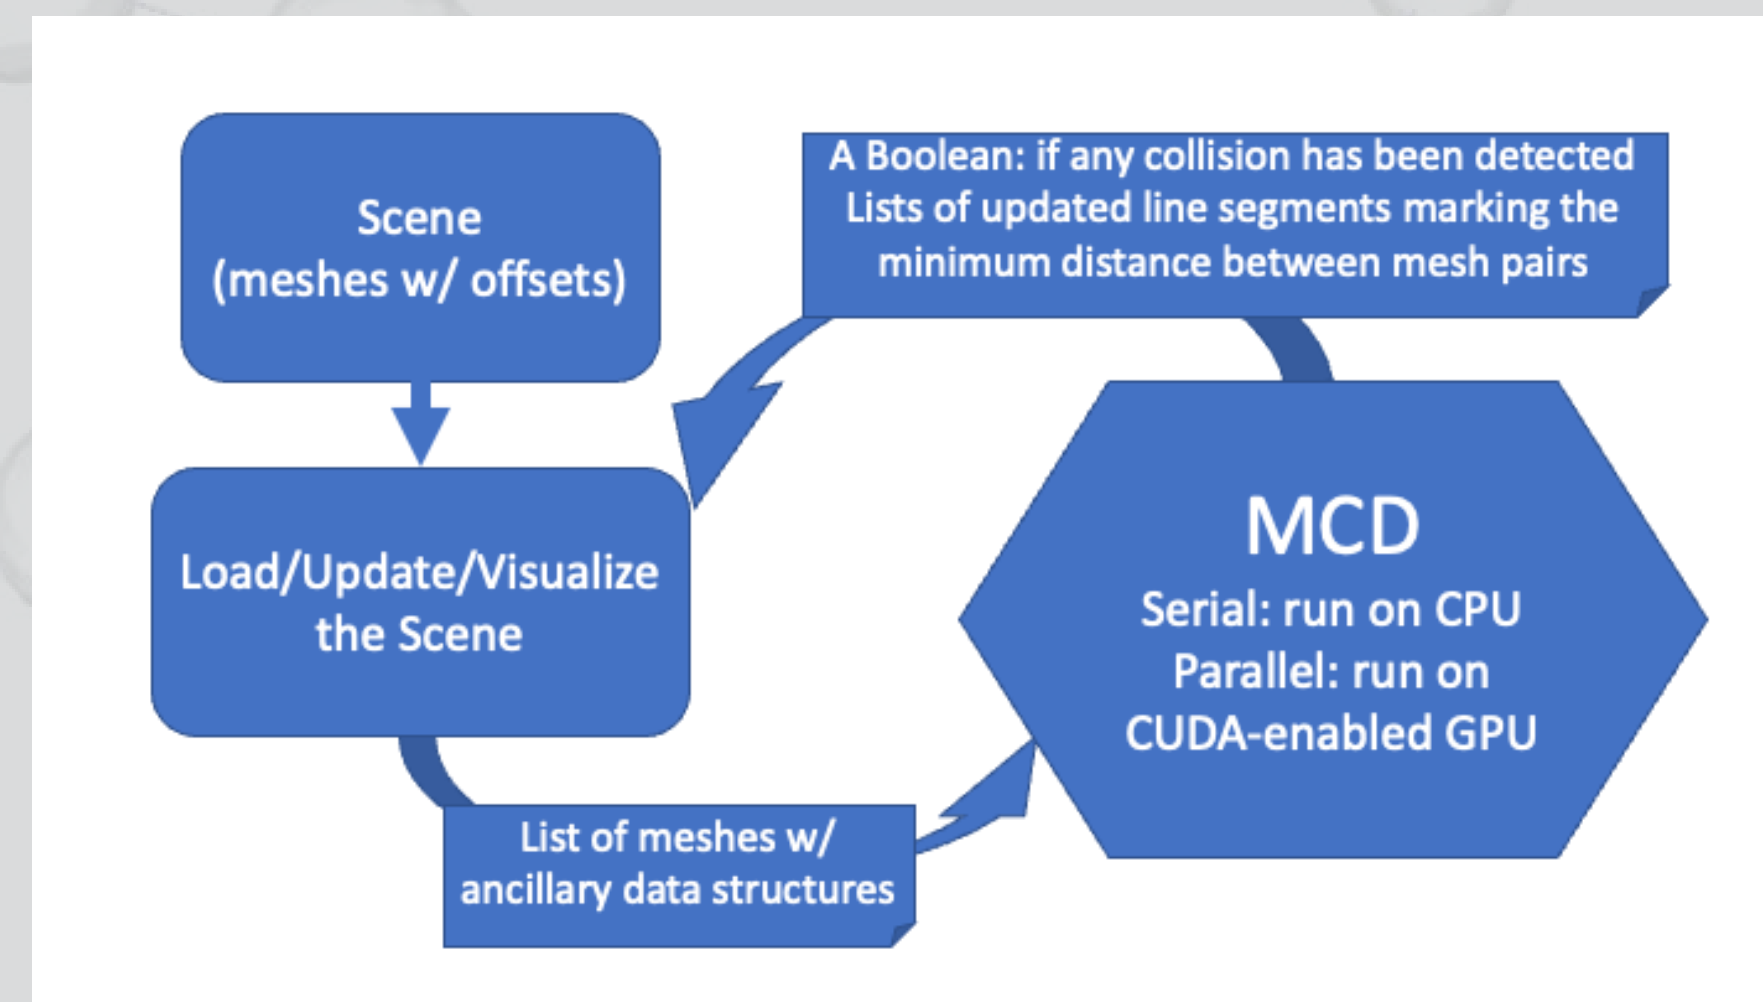 Scene
(meshes w/ offsets)
A Boolean: if any collision has been detected
Lists of updated line segments marking the
minimum distance between mesh pairs
Load/Update/Visualize
the Scene
MCD
Serial: run on CPU
Parallel: run on
CUDA-enabled GPU
List of meshes w/
ancillary data structures